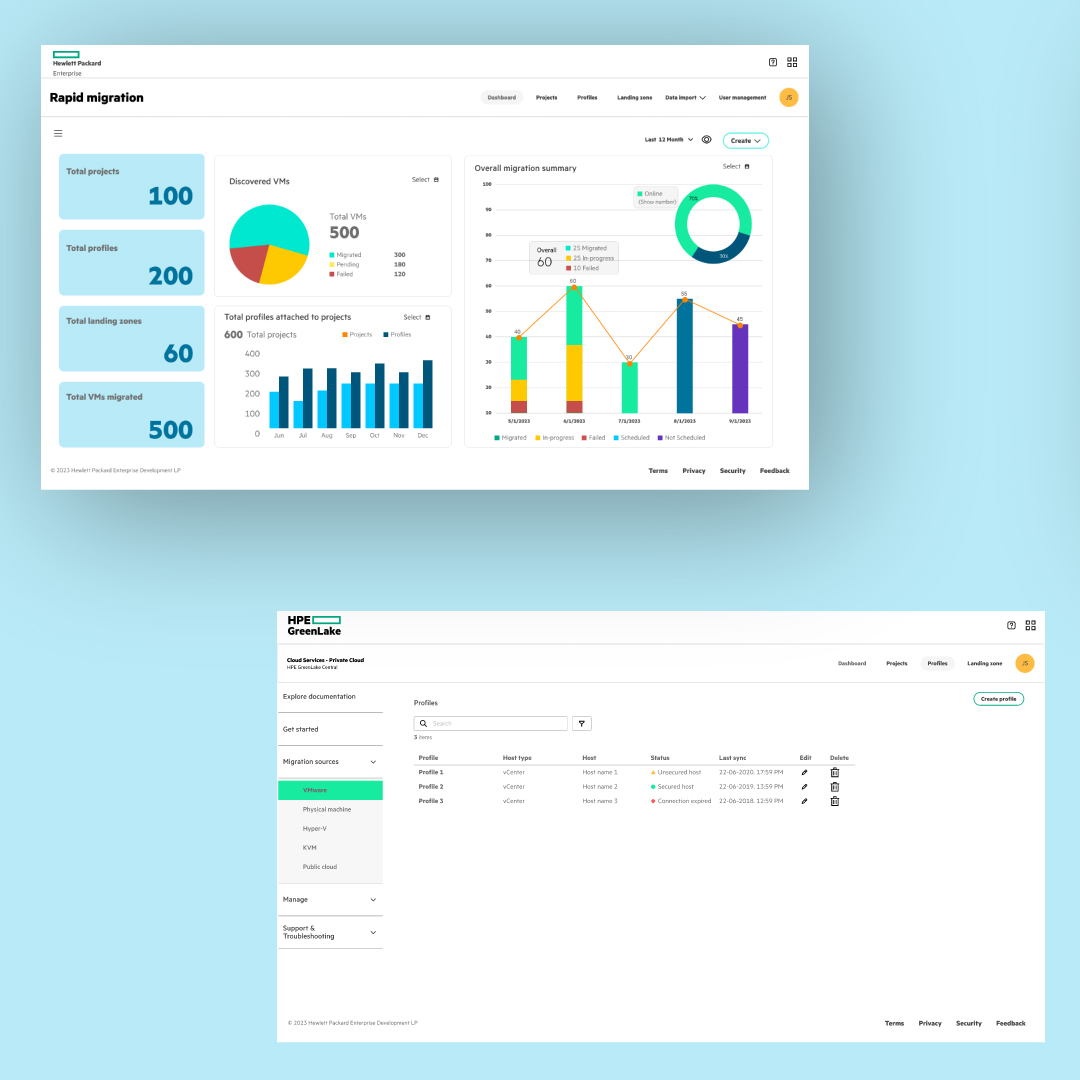 Hewlett Packard
Enterprise
Rapid migration
Dashboard Projects Profiles Landing zone Data import User management JS
Last 12 Month Create
Total projects
100
Total profiles
200
Total landing zones
60
Total VMs migrated
500
Discovered VMs Select
Total VMs
500
Migrated 300
Pending 180
Failed 120
Total profiles attached to projects Select
600 Total projects Projects Profiles
400
300
200
100
0
Jun Jul Aug Sep Oct Nov Dec
Overall migration summary Select
100
90
80
70
60
50
40
30
20
10
Online
(Show number)
70%
30%
Overall
60
25 Migrated
25 In-progress
10 Failed
40 60 30 55 45
5/1/2023 6/1/2023 7/1/2023 8/1/2023 9/1/2023
Migrated In-progress Failed Scheduled Not Scheduled
© 2023 Hewlett Packard Enterprise Development LP Terms Privacy Security Feedback
HPE
GreenLake
Cloud Services - Private Cloud
HPE GreenLake Central
Dashboard Projects Profiles Landing zone JS
Explore documentation
Get started
Migration sources
VMware
Physical machine
Hyper-V
KVM
Public cloud
Manage
Support &
Troubleshooting
Profiles Create profile
Search
3 items
Profile Host type Host Status Last sync Edit Delete
Profile 1 vCenter Host name 1 Unsecured host 22-06-2020, 17:59 PM
Profile 2 vCenter Host name 2 Secured host 22-06-2019, 13:59 PM
Profile 3 vCenter Host name 3 Connection expired 22-06-2018, 12:59 PM
© 2023 Hewlett Packard Enterprise Development LP Terms Privacy Security Feedback